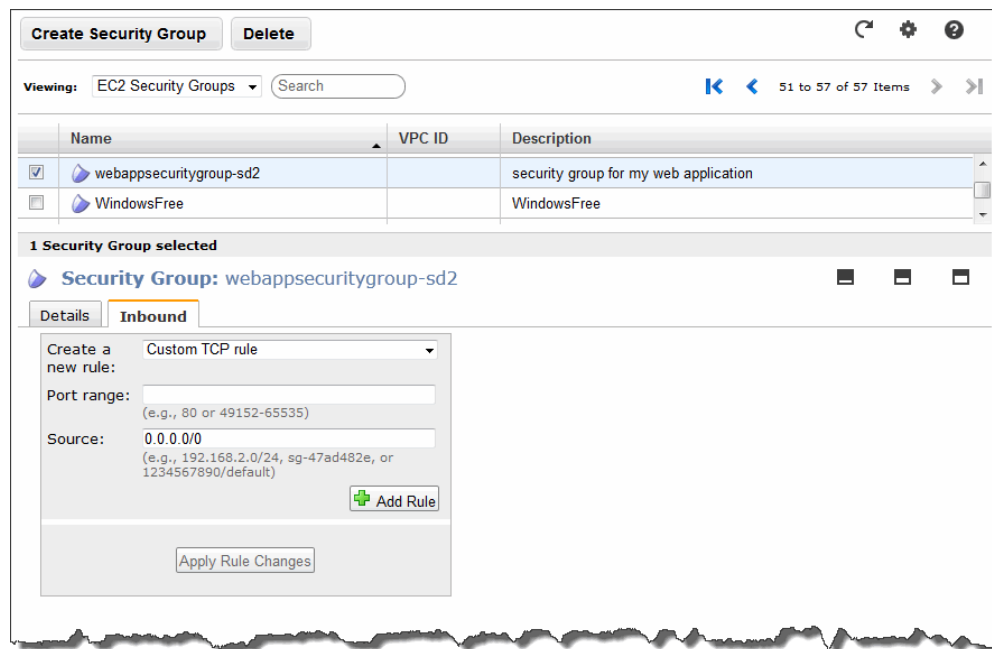 Create Security Group Delete
Viewing: EC2 Security Groups Search 51 to 57 of 57 Items
Name VPC ID Description
webappsecuritygroup-sd2 security group for my web application
WindowsFree WindowsFree
1 Security Group selected
Security Group: webappsecuritygroup-sd2
Details Inbound
Create a new rule: Custom TCP rule
Port range:
(e.g., 80 or 49152-65535)
Source: 0.0.0.0/0
(e.g., 192.168.2.0/24, sg-47ad482e, or
1234567890/default)
Add Rule
Apply Rule Changes